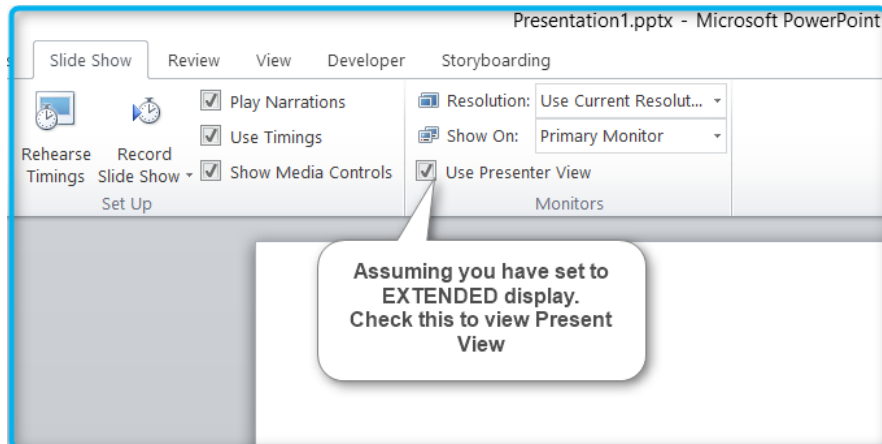 Presentation1.pptx - Microsoft PowerPoint
Slide Show Review View Developer Storyboarding
Rehearse Timings
Record Slide Show
Play Narrations
Use Timings
Show Media Controls
Set Up
Resolution: Use Current Resolut...
Show On: Primary Monitor
Use Presenter View
Monitors
Assuming you have set to
EXTENDED display.
Check this to view Present
View